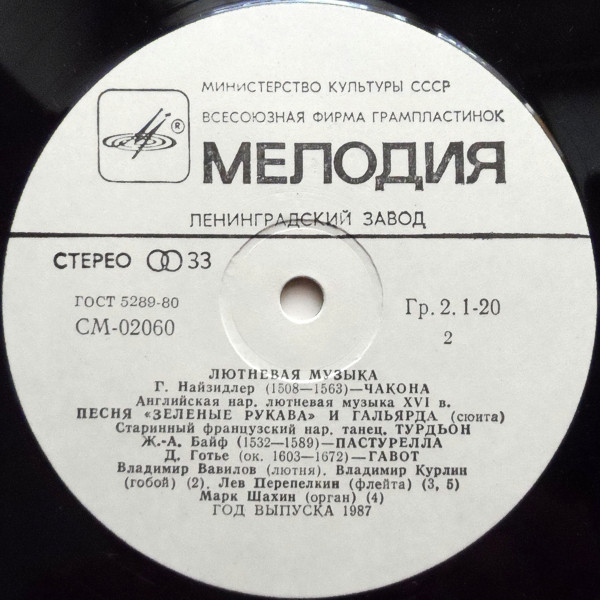 МИНИСТЕРСТВО КУЛЬТУРЫ СССР
ВСЕСОЮЗНАЯ ФИРМА ГРАМПЛАСТИНОК
®
МЕЛОДИЯ
ЛЕНИНГРАДСКИЙ ЗАВОД
СТЕРЕО 33
ГОСТ 5289-80
СМ-02060
Гр. 2. 1-20
2
ЛЮТНЕВАЯ МУЗЫКА
Г. Найзидлер (1508—1563)—ЧАКОНА
Английская нар. лютневая музыка XVI в.
ПЕСНЯ «ЗЕЛЕНЫЕ РУКАВА» И ГАЛЬЯРДА (сюита)
Старинный французский нар. танец. ТУРДЬОН
Ж.-А. Байф (1532—1589)—ПАСТУРЕЛЛА
Д. Готье (ок. 1603—1672)—ГАВОТ
Владимир Вавилов (лютня). Владимир Курлин
(гобой) (2). Лев Перепелкин (флейта) (3, 5)
Марк Шахин (орган) (4)
ГОД ВЫПУСКА 1987